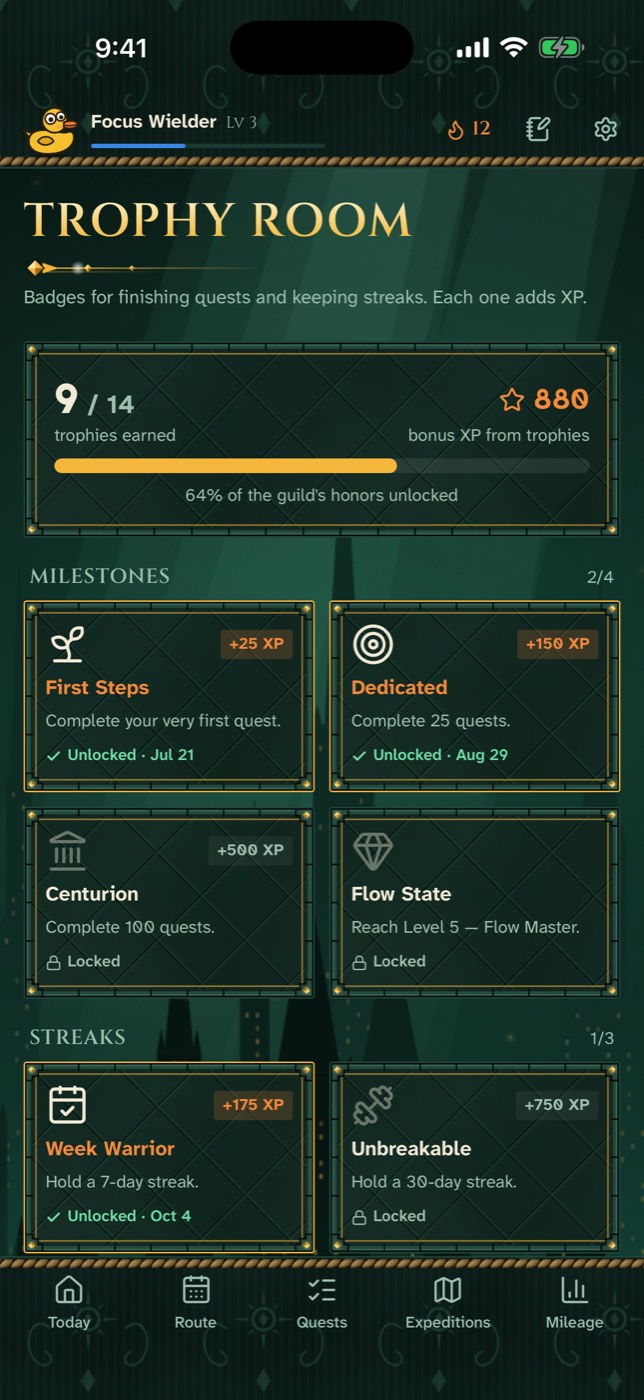 9:41
Focus Wielder Lv 3
12
TROPHY ROOM
Badges for finishing quests and keeping streaks. Each one adds XP.
9 / 14
880
trophies earned
bonus XP from trophies
64% of the guild's honors unlocked
MILESTONES
2/4
+25 XP
First Steps
Complete your very first quest.
Unlocked · Jul 21
+150 XP
Dedicated
Complete 25 quests.
Unlocked · Aug 29
+500 XP
Centurion
Complete 100 quests.
Locked
Flow State
Reach Level 5 — Flow Master.
Locked
STREAKS
1/3
+175 XP
Week Warrior
Hold a 7-day streak.
Unlocked · Oct 4
+750 XP
Unbreakable
Hold a 30-day streak.
Locked
Today
Route
Quests
Expeditions
Mileage